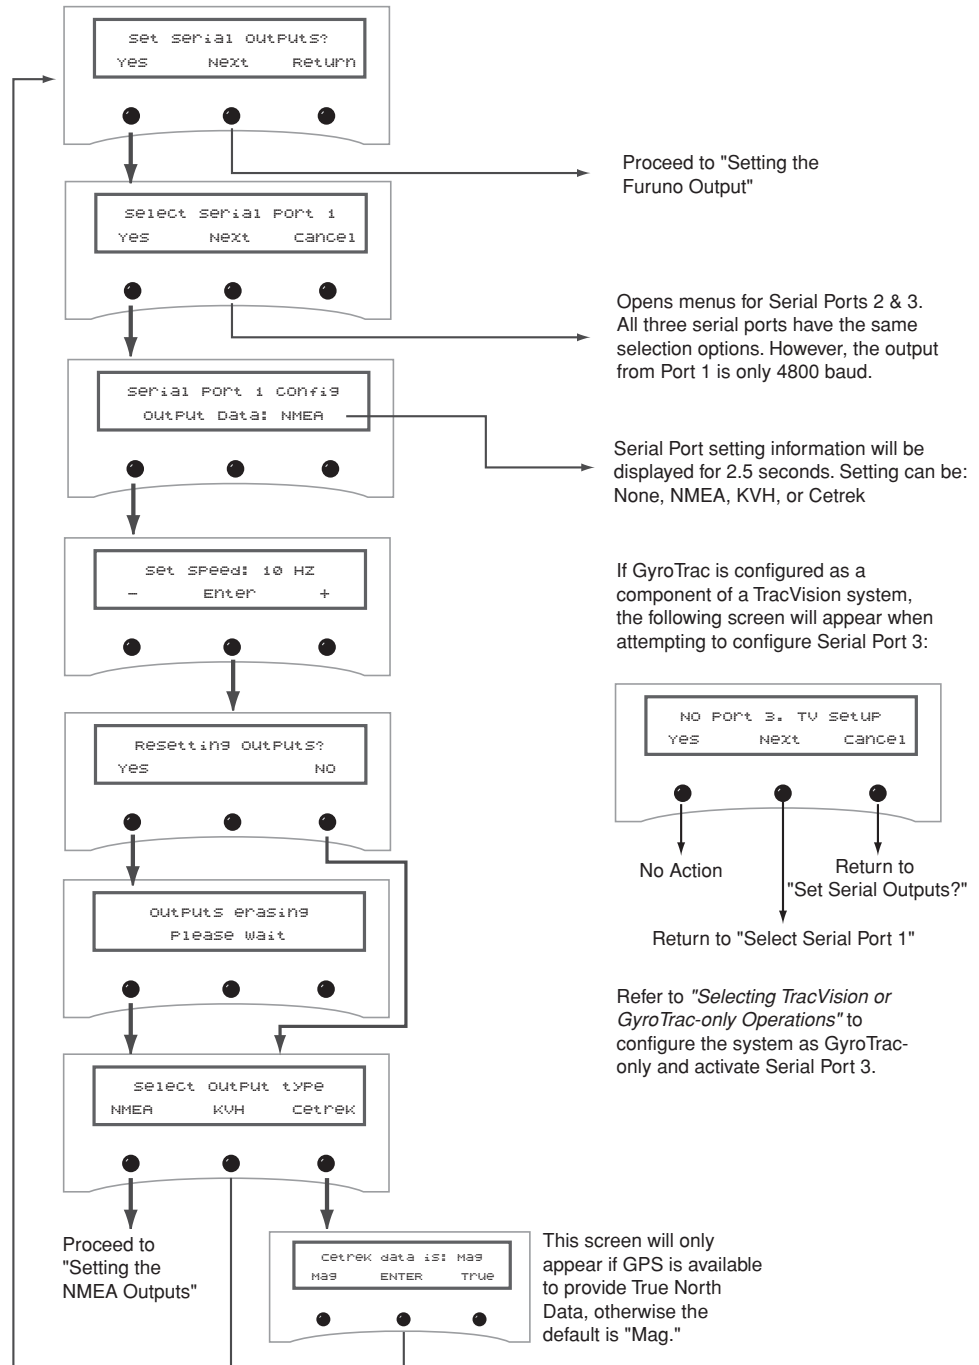 Set Serial Outputs?
Yes Next Return
Proceed to "Setting the
Furuno Output"
Select Serial Port 1
Yes Next Cancel
Opens menus for Serial Ports 2 & 3.
All three serial ports have the same
selection options. However, the output
from Port 1 is only 4800 baud.
Serial Port 1 Config
Output Data: NMEA
Serial Port setting information will be
displayed for 2.5 seconds. Setting can be:
None, NMEA, KVH, or Cetrek
Set Speed: 10 HZ
- Enter +
If GyroTrac is configured as a
component of a TracVision system,
the following screen will appear when
attempting to configure Serial Port 3:
Resetting Outputs?
Yes No
No Port 3. TV Setup
Yes Next Cancel
No Action
Return to
"Set Serial Outputs?"
Return to "Select Serial Port 1"
Outputs erasing
Please Wait
Refer to "Selecting TracVision or
GyroTrac-only Operations" to
configure the system as GyroTrac-
only and activate Serial Port 3.
Select Output Type
NMEA KVH Cetrek
Proceed to
"Setting the
NMEA Outputs"
Cetrek data is: Mag
Mag ENTER True
This screen will only
appear if GPS is available
to provide True North
Data, otherwise the
default is "Mag."